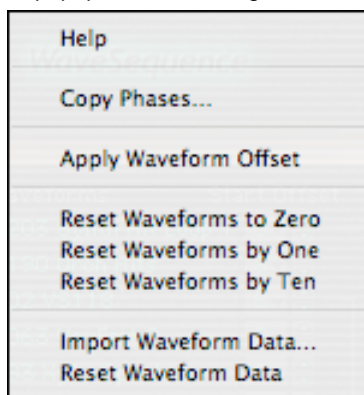 Help
WaveSequence
Copy Phases...
Apply Waveform Offset
Reset Waveforms to Zero
Reset Waveforms by One
Reset Waveforms by Ten
Import Waveform Data...
Reset Waveform Data